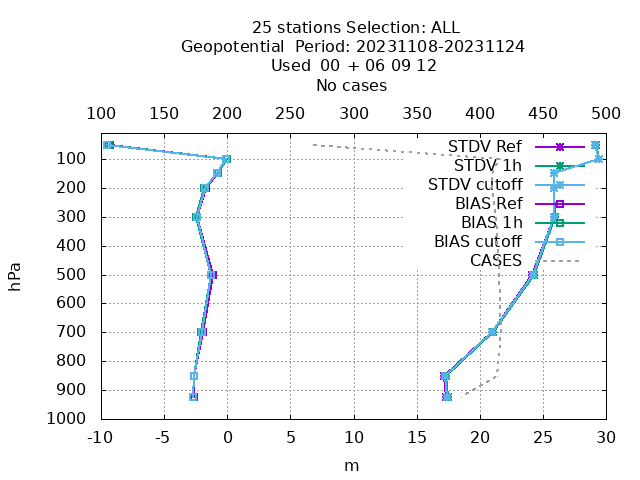 25 stations Selection: ALL
Geopotential  Period: 20231108-20231124
Used  00 + 06 09 12
No cases
100 150 200 250 300 350 400 450 500
STDV Ref
STDV 1h
STDV cutoff
BIAS Ref
BIAS 1h
BIAS cutoff
CASES
hPa
100
200
300
400
500
600
700
800
900
1000
-10 -5 0 5 10 15 20 25 30
m